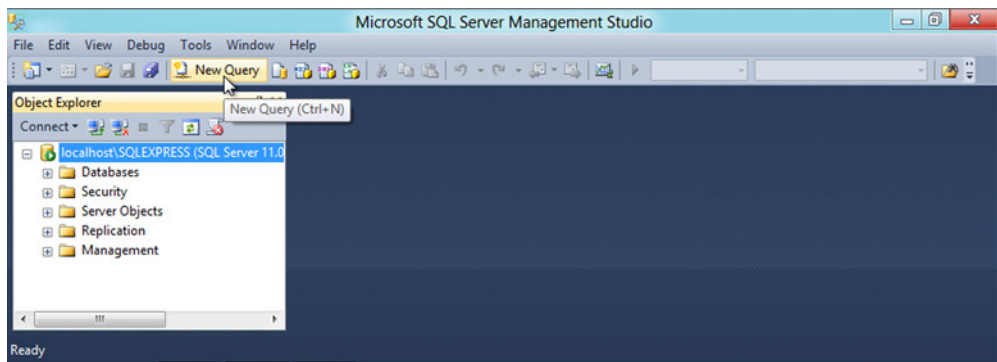 Microsoft SQL Server Management Studio
File Edit View Debug Tools Window Help
New Query
Object Explorer
New Query (Ctrl+N)
Connect
localhost\SQLEXPRESS (SQL Server 11.0
Databases
Security
Server Objects
Replication
Management
Ready